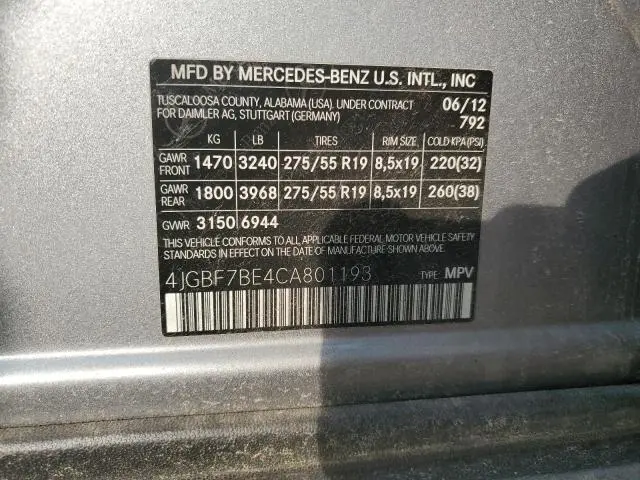 MFD BY MERCEDES-BENZ U.S. INTL., INC
TUSCALOOSA COUNTY, ALABAMA (USA). UNDER CONTRACT 06/12
FOR DAIMLER AG, STUTTGART (GERMANY) 792
KG LB TIRES RIM SIZE COLD KPA (PSI)
GAWR FRONT 1470 3240 275/55 R19 8,5x19 220(32)
GAWR REAR 1800 3968 275/55 R19 8,5x19 260(38)
GVWR 3150 6944
THIS VEHICLE CONFORMS TO ALL APPLICABLE FEDERAL MOTOR VEHICLE SAFETY
STANDARDS IN EFFECT ON THE DATE OF MANUFACTURE SHOWN ABOVE.
4JGBF7BE4CA801193 TYPE: MPV